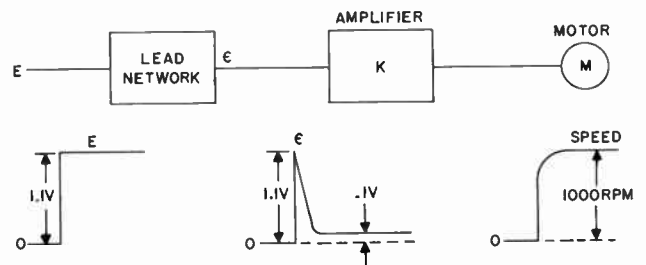 AMPLIFIER
MOTOR
E
LEAD
NETWORK
ϵ
K
M
E
1.1V
0
ϵ
1.1V
.1V
0
SPEED
1000RPM
0